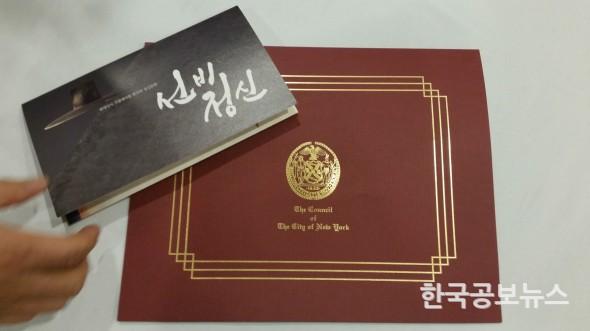 선비
정신
The Council
of
The City of New York
한국공보뉴스